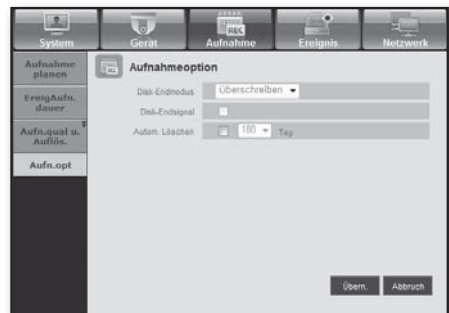 System
Gerät
Aufnahme
Ereignis
Netzwerk
REC
Aufnahme planen
EreigAufn. dauer
Aufn.qual u. Auflös.
Aufn.opt
Aufnahmeoption
Disk-Endmodus
Überschreiben
Disk-Endsignal
Autom. Löschen
180
Tag
Übern.
Abbruch